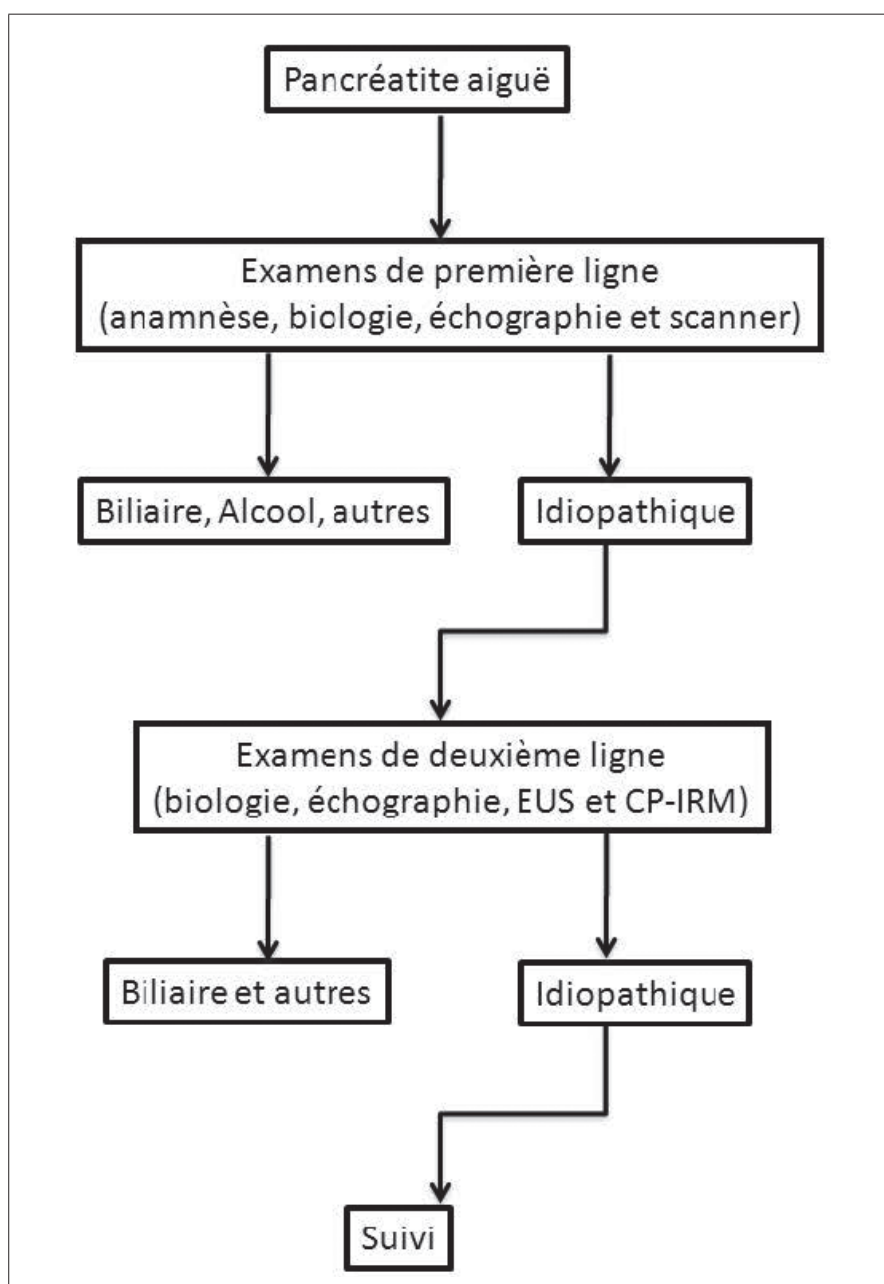 Pancréatite aiguë
Examens de première ligne
(anamnèse, biologie, échographie et scanner)
Biliaire, Alcool, autres
Idiopathique
Examens de deuxième ligne
(biologie, échographie, EUS et CP-IRM)
Biliaire et autres
Idiopathique
Suivi